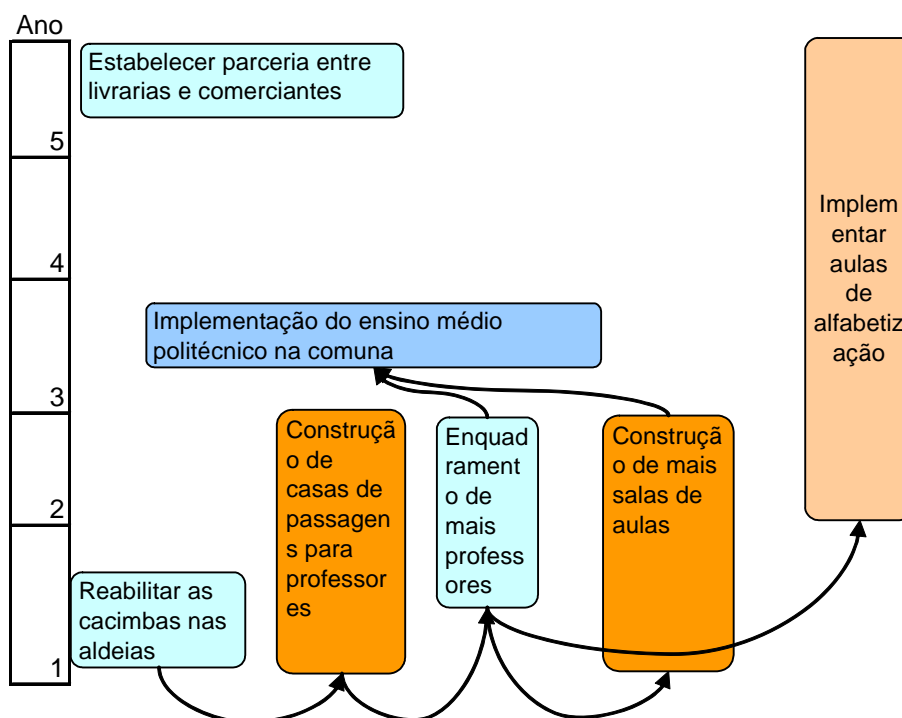 Ano
Estabelecer parceria entre
livrarias e comerciantes
5
4
Implementação do ensino médio
politécnico na comuna
3
Construçã
o de
casas de
passagen
s para
professor
es
Enquad
rament
o de
mais
profess
ores
Construçã
o de mais
salas de
aulas
Implem
entar
aulas
de
alfabetiz
ação
2
Reabilitar as
cacimbas nas
aldeias
1